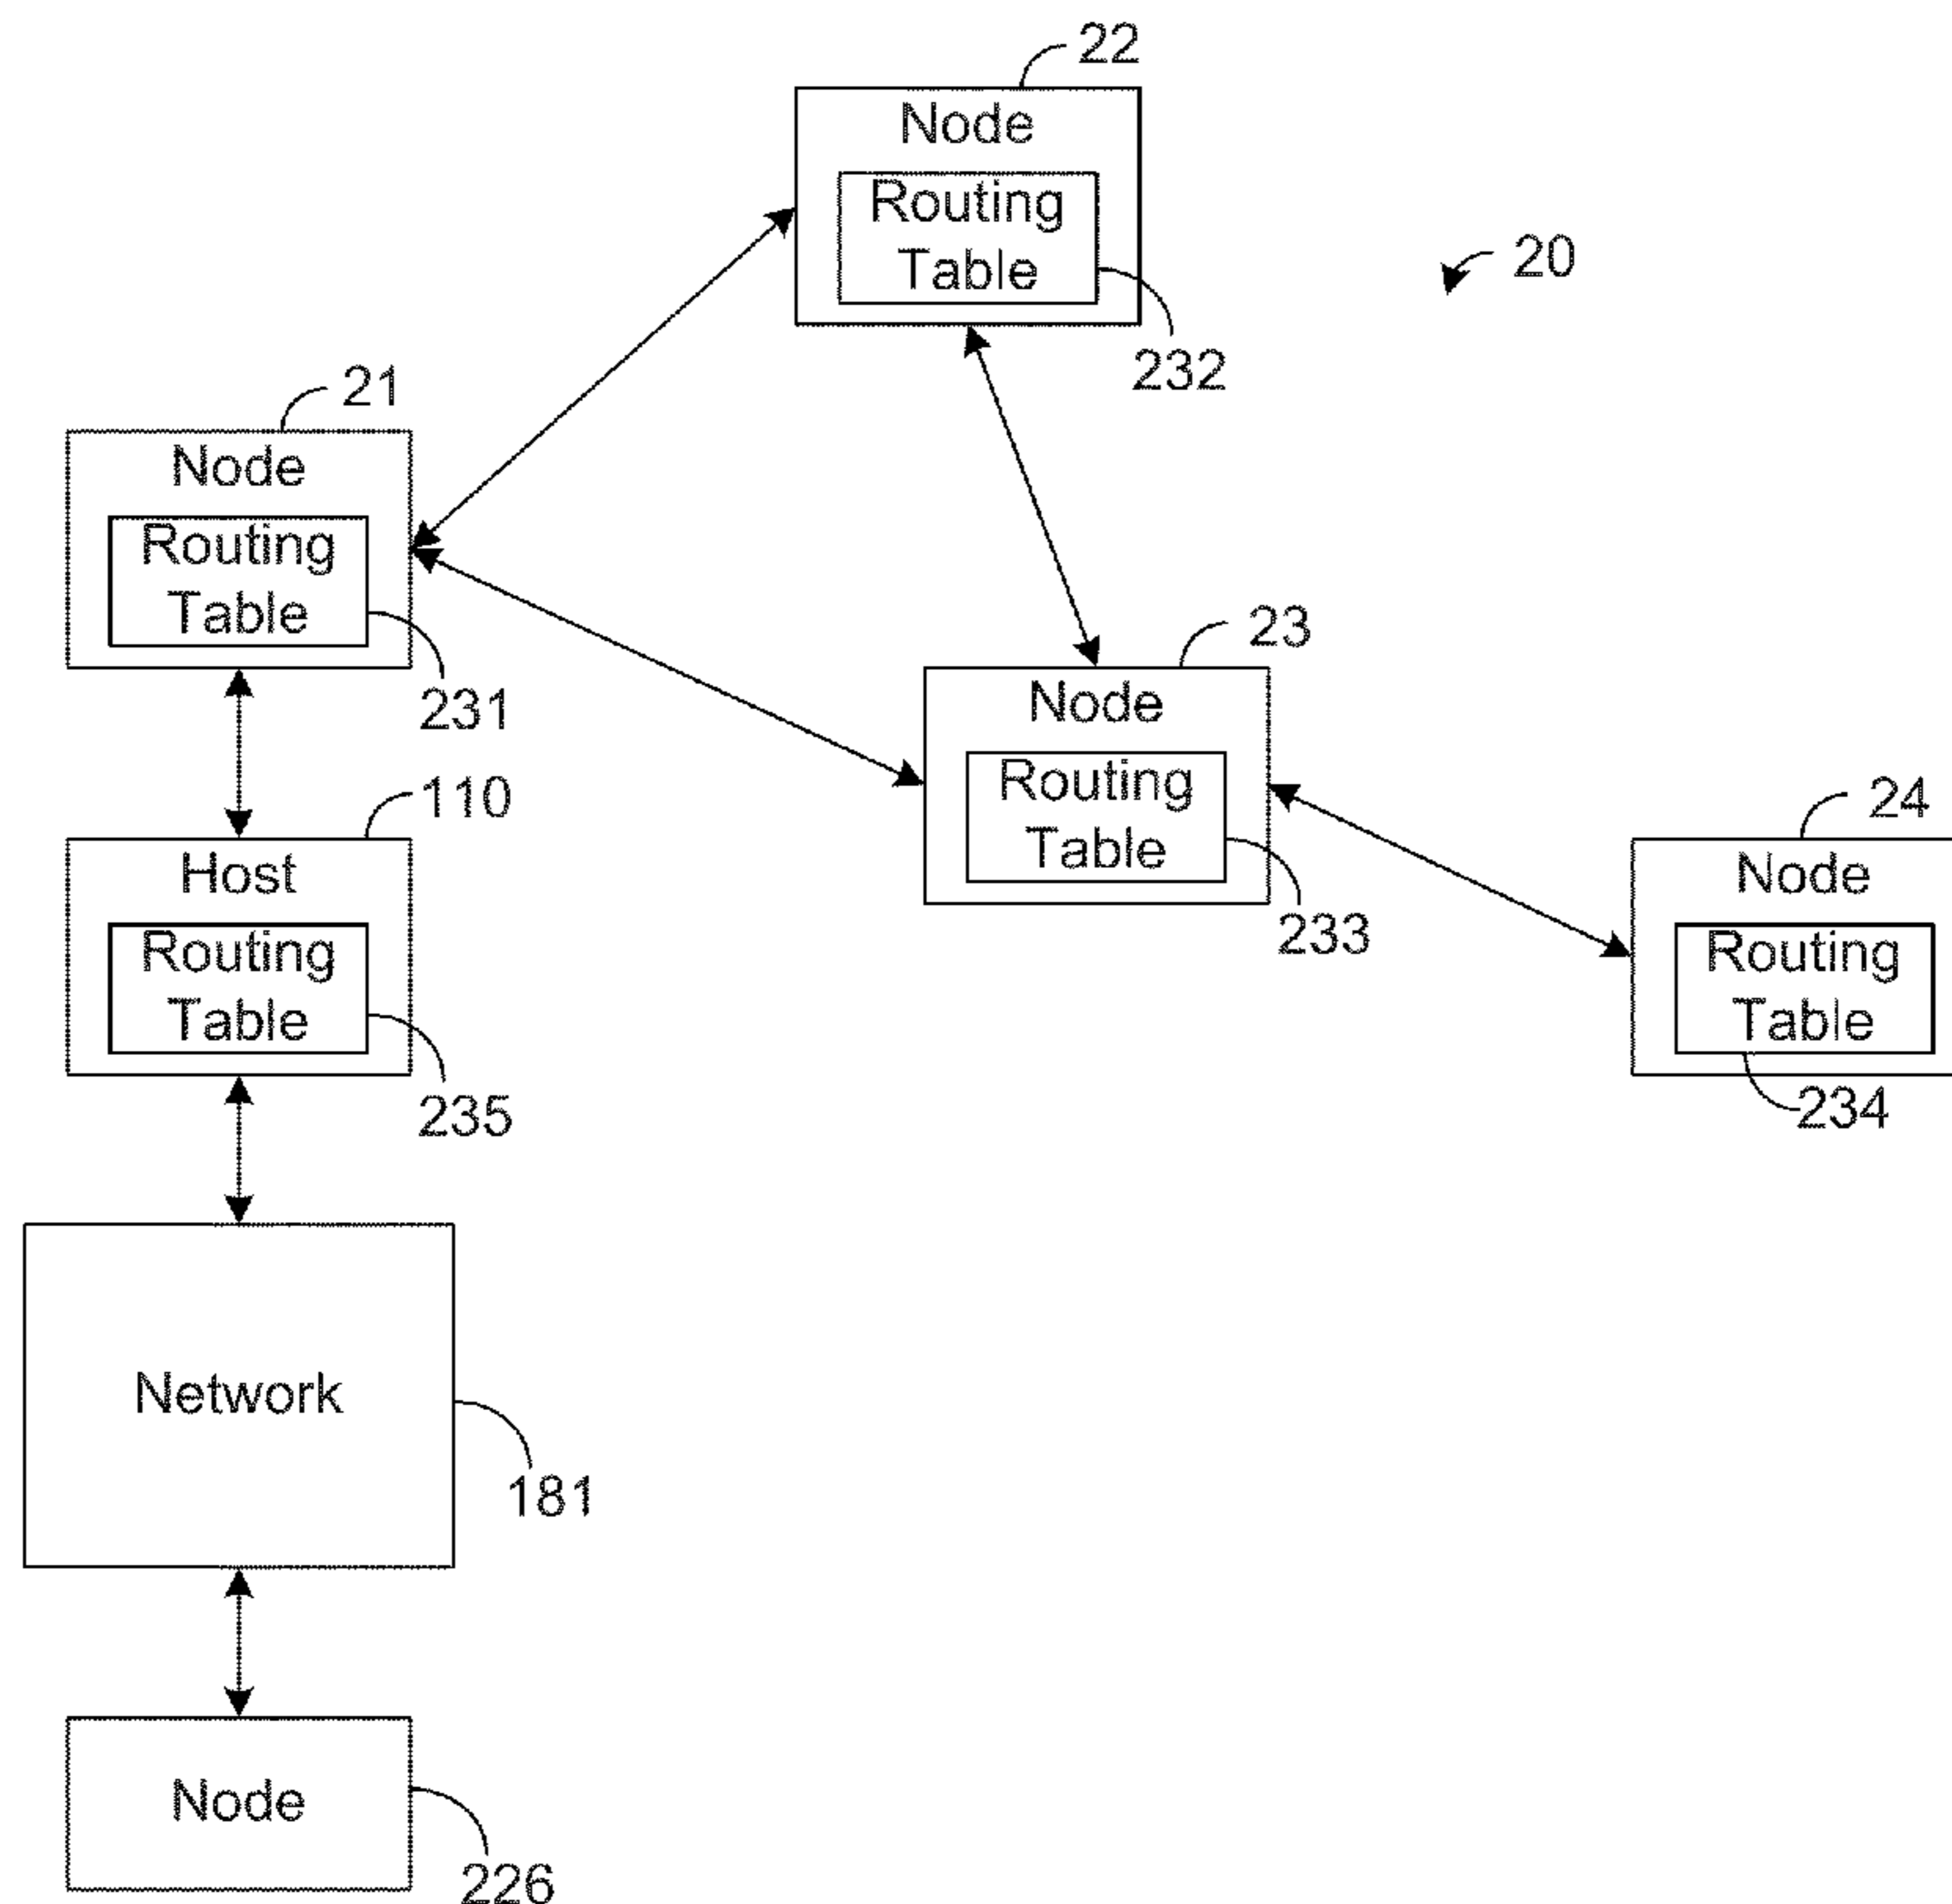 22
Node
Routing
Table
232
20
21
Node
Routing
Table
231
23
Node
Routing
Table
233
110
Host
Routing
Table
235
24
Node
Routing
Table
234
Network
181
Node
226